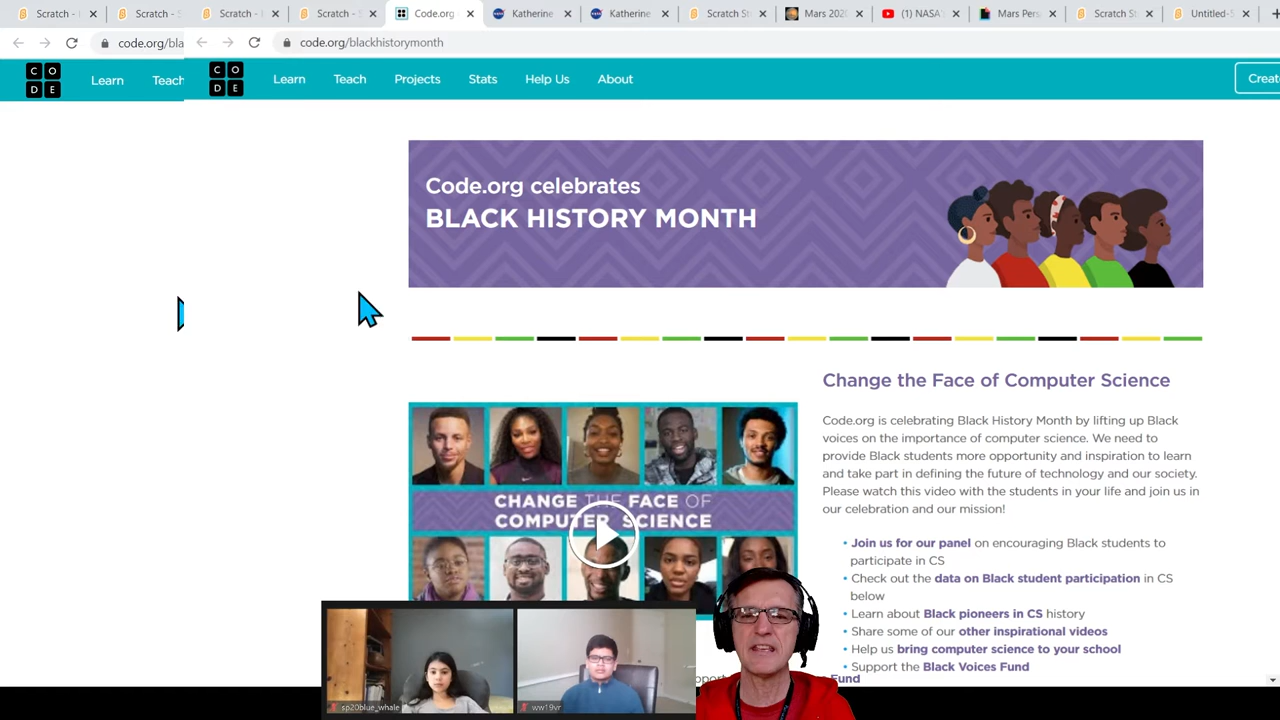 Scratch -
Scratch - S
Scratch -
Scratch - S
Code.org
Katherine
Katherine
Scratch St
Mars 202
(1) NASA'
Mars Pers
Scratch St
Untitled-S
code.org/bla
code.org/blackhistorymonth
CODE
Learn
Teach
CODE
Learn
Teach
Projects
Stats
Help Us
About
Create
Code.org celebrates
BLACK HISTORY MONTH
CHANGE THE FACE OF
COMPUTER SCIENCE
Change the Face of Computer Science
Code.org is celebrating Black History Month by lifting up Black
voices on the importance of computer science. We need to
provide Black students more opportunity and inspiration to learn
and take part in defining the future of technology and our society.
Please watch this video with the students in your life and join us in
our celebration and our mission!
• Join us for our panel on encouraging Black students to
participate in CS
• Check out the data on Black student participation in CS
below
• Learn about Black pioneers in CS history
• Share some of our other inspirational videos
• Help us bring computer science to your school
• Support the Black Voices Fund
Fund
sp20blue_whale
ww19vr